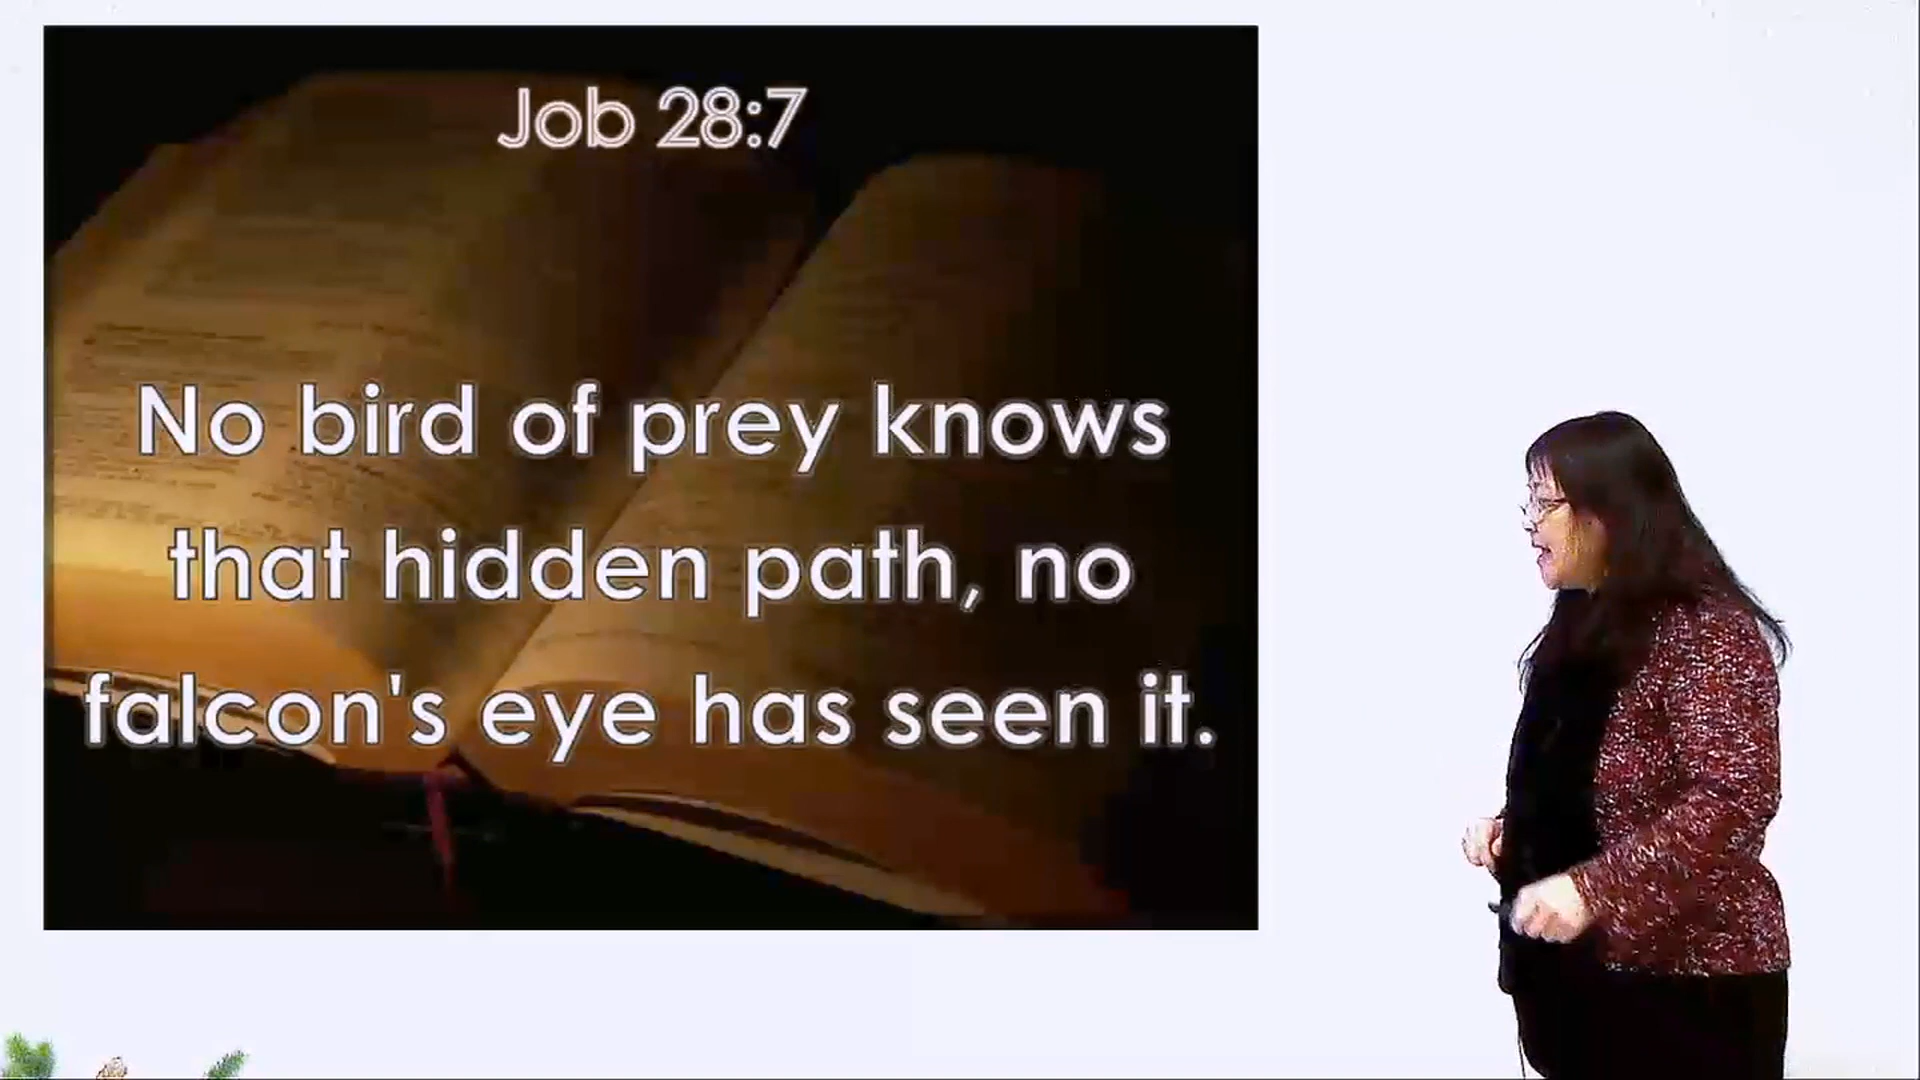 Job 28:7
No bird of prey knows
that hidden path, no
falcon's eye has seen it.